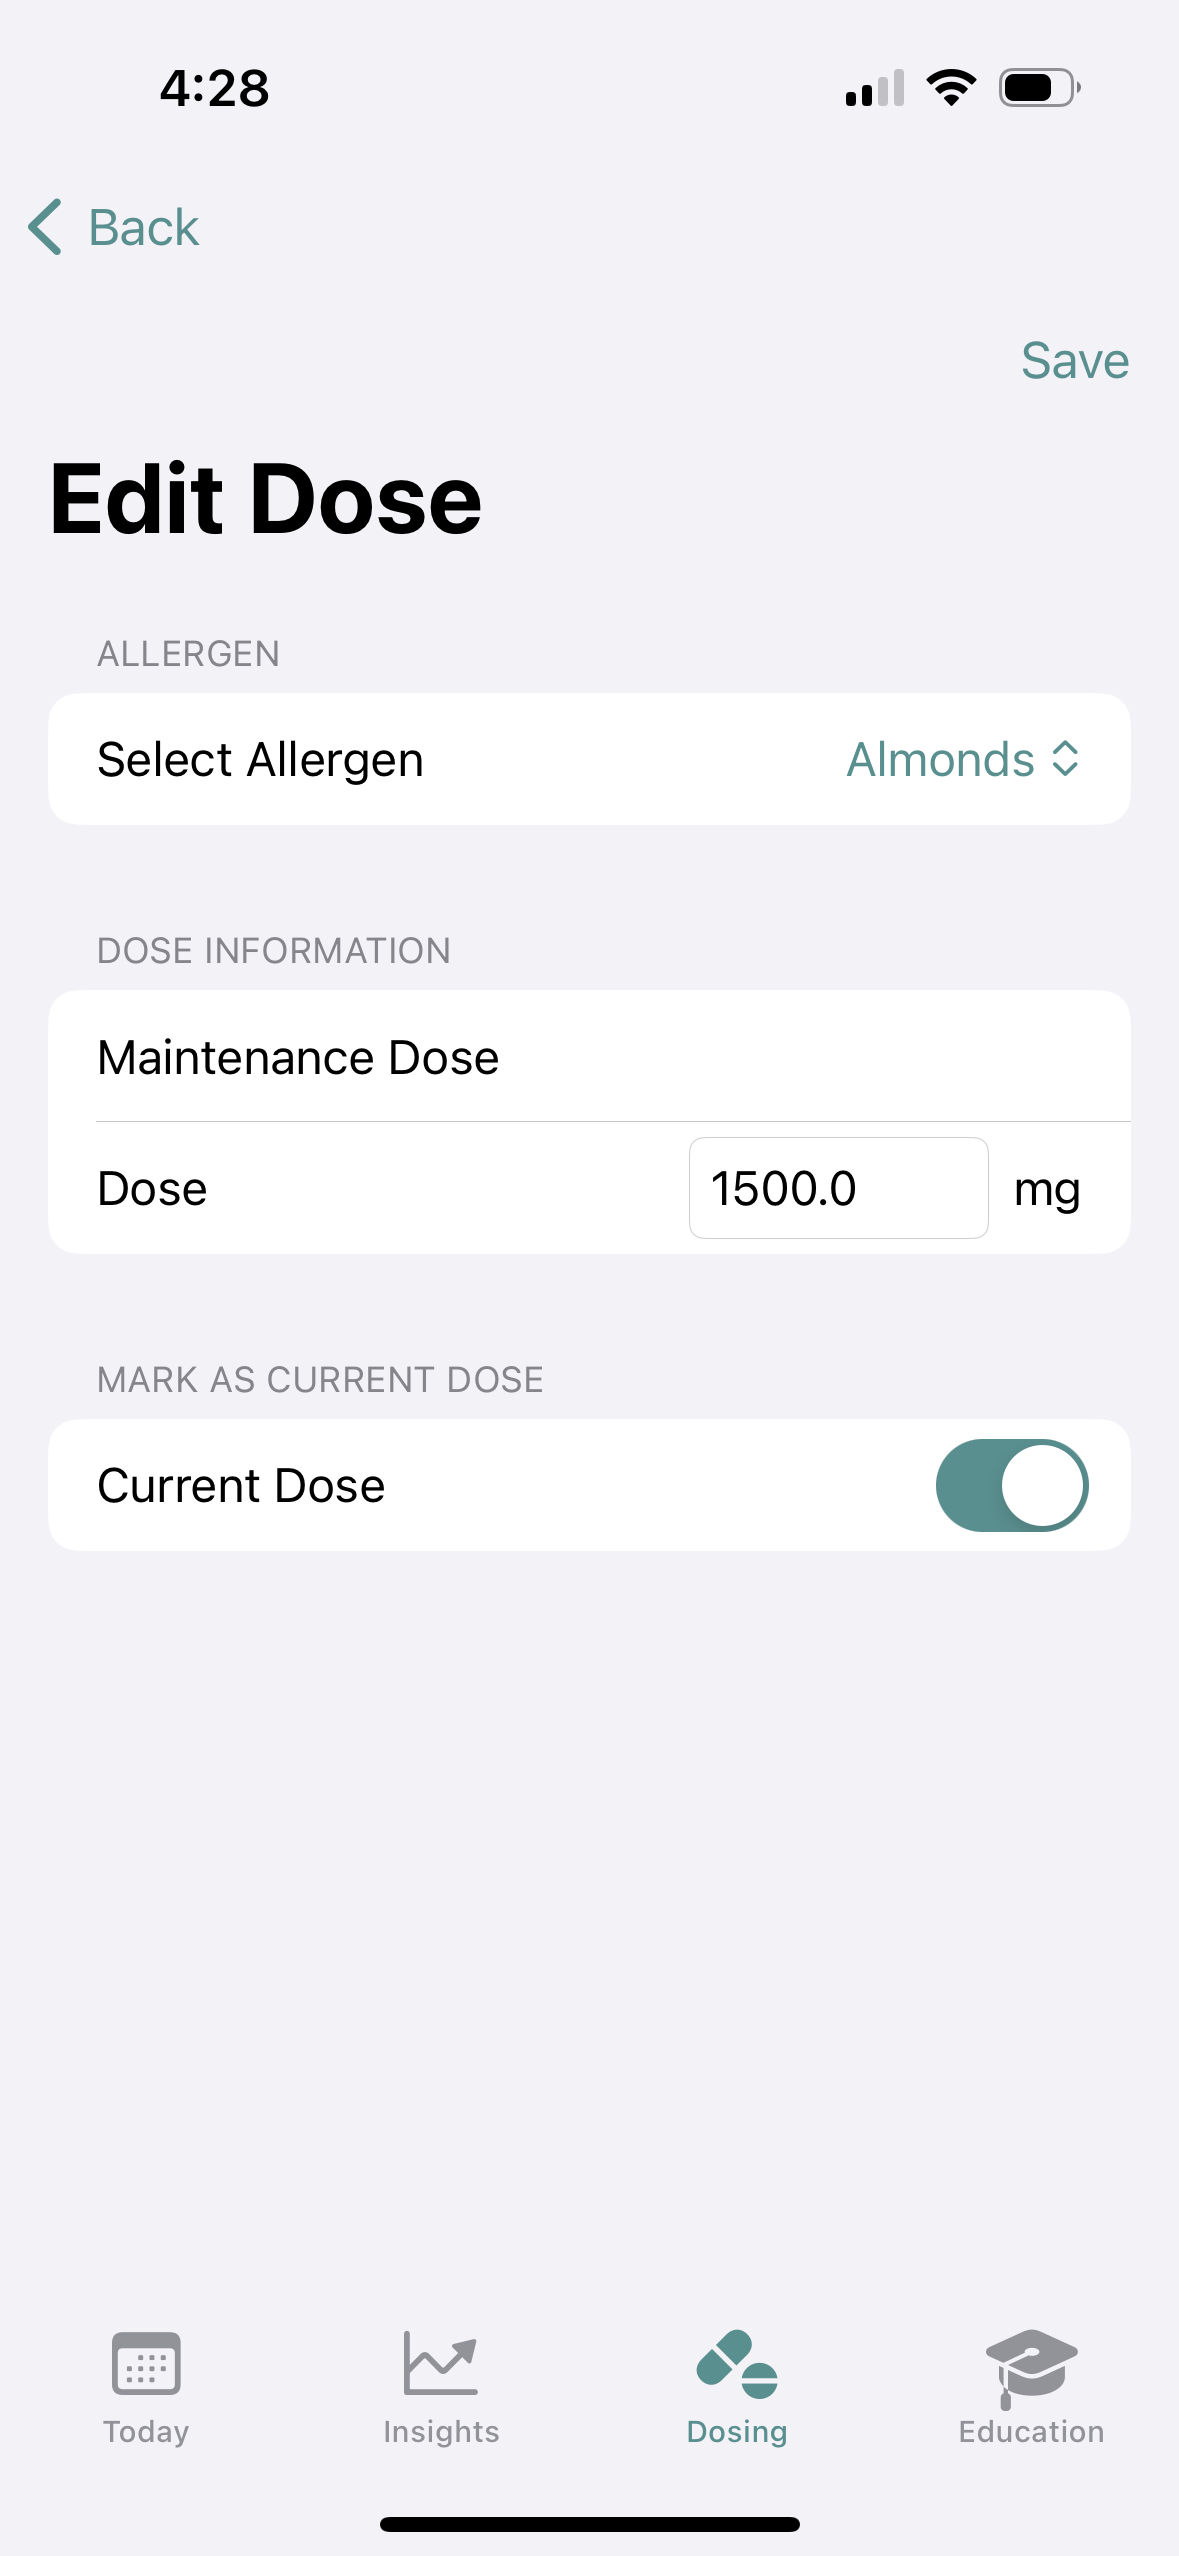 4:28
Back
Save
Edit Dose
ALLERGEN
Select Allergen Almonds
DOSE INFORMATION
Maintenance Dose
Dose 1500.0 mg
MARK AS CURRENT DOSE
Current Dose
Today Insights Dosing Education